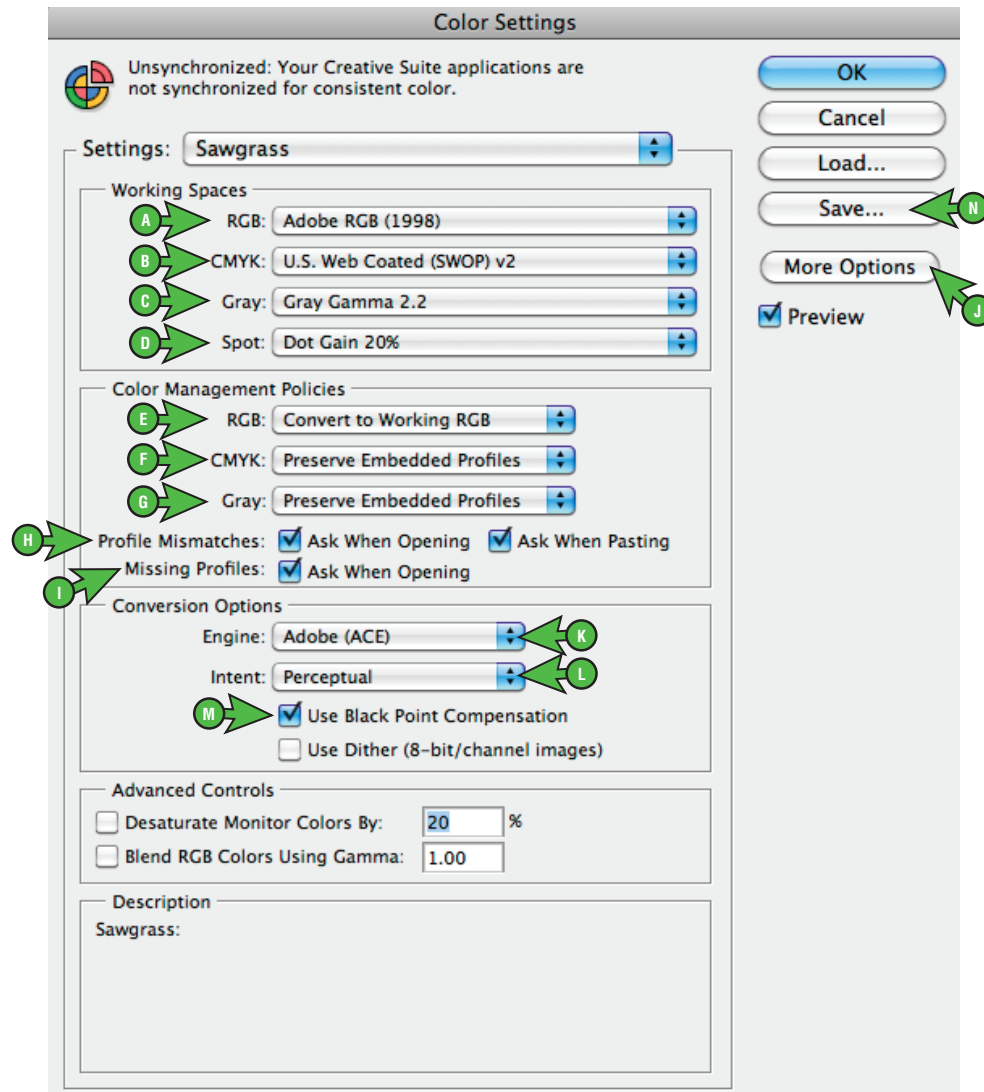 Color Settings
Unsynchronized: Your Creative Suite applications are
not synchronized for consistent color.
OK
Cancel
Load...
Save...
N
More Options
J
Preview
Settings: Sawgrass
Working Spaces
A RGB: Adobe RGB (1998)
B CMYK: U.S. Web Coated (SWOP) v2
C Gray: Gray Gamma 2.2
D Spot: Dot Gain 20%
Color Management Policies
E RGB: Convert to Working RGB
F CMYK: Preserve Embedded Profiles
G Gray: Preserve Embedded Profiles
H Profile Mismatches: Ask When Opening Ask When Pasting
I Missing Profiles: Ask When Opening
Conversion Options
Engine: Adobe (ACE) K
Intent: Perceptual L
M Use Black Point Compensation
Use Dither (8-bit/channel images)
Advanced Controls
Desaturate Monitor Colors By: 20 %
Blend RGB Colors Using Gamma: 1.00
Description
Sawgrass: